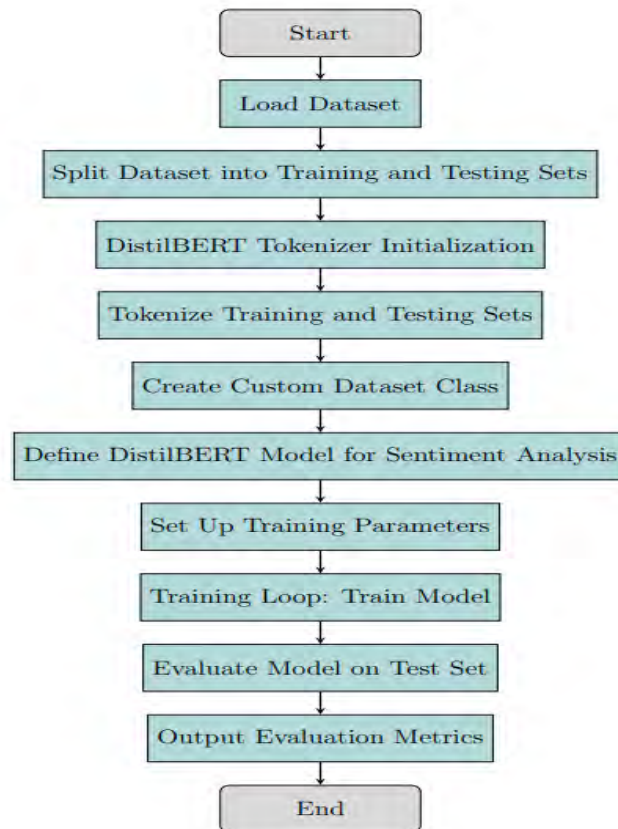 Start
Load Dataset
Split Dataset into Training and Testing Sets
DistilBERT Tokenizer Initialization
Tokenize Training and Testing Sets
Create Custom Dataset Class
Define DistilBERT Model for Sentiment Analysis
Set Up Training Parameters
Training Loop: Train Model
Evaluate Model on Test Set
Output Evaluation Metrics
End